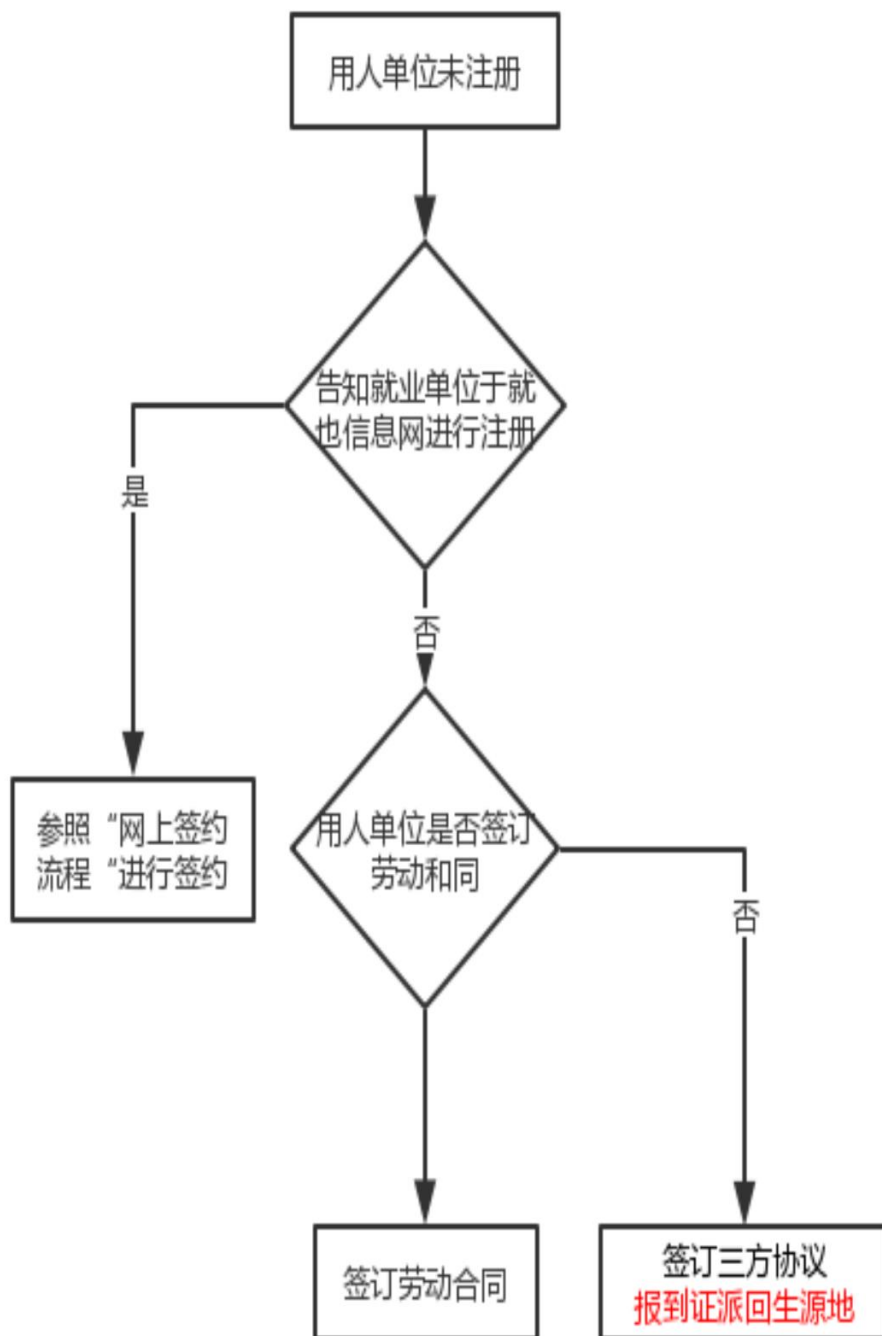 用人单位未注册
告知就业单位于就
也信息网进行注册
是
否
参照“网上签约
流程“进行签约
用人单位是否签订
劳动和同
否
签订劳动合同
签订三方协议
报到证派回生源地